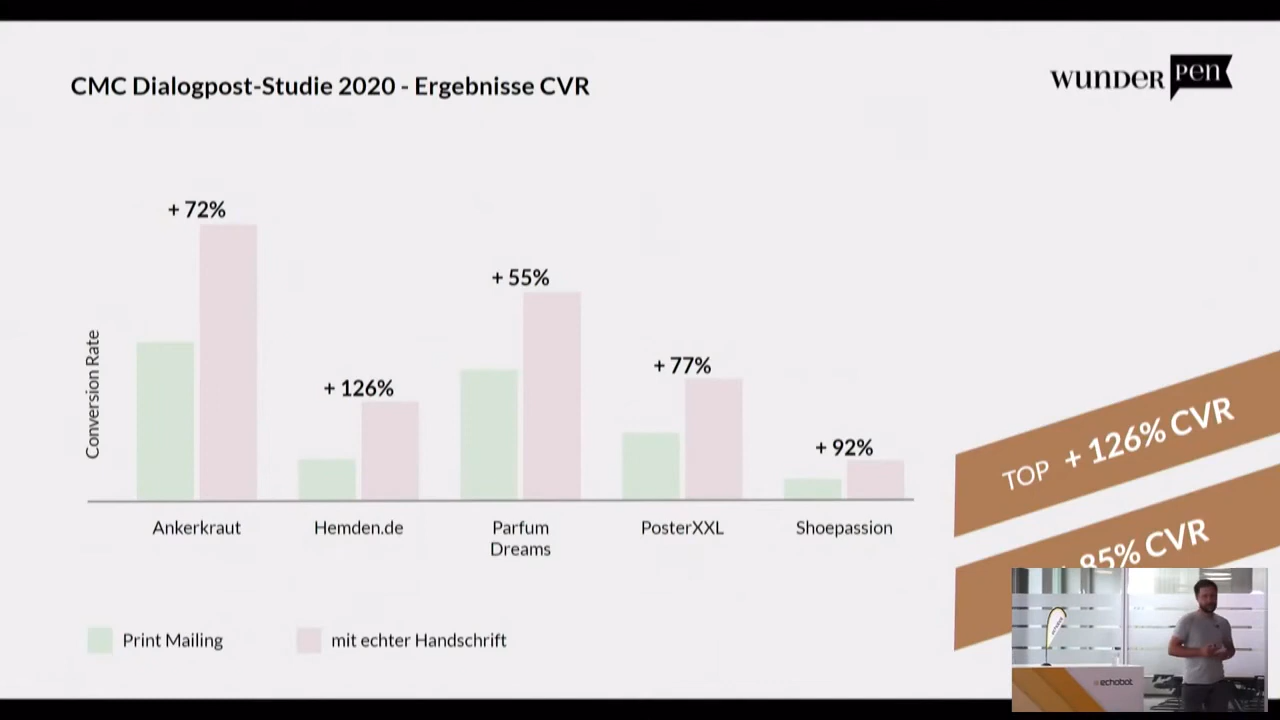 CMC Dialogpost-Studie 2020 - Ergebnisse CVR
WUNDER pen
+ 72%
+ 126%
+ 55%
+ 77%
+ 92%
Conversion Rate
Ankerkraut
Hemden.de
Parfum
Dreams
PosterXXL
Shoepassion
Print Mailing
mit echter Handschrift
TOP + 126% CVR
+ 85% CVR
echobot